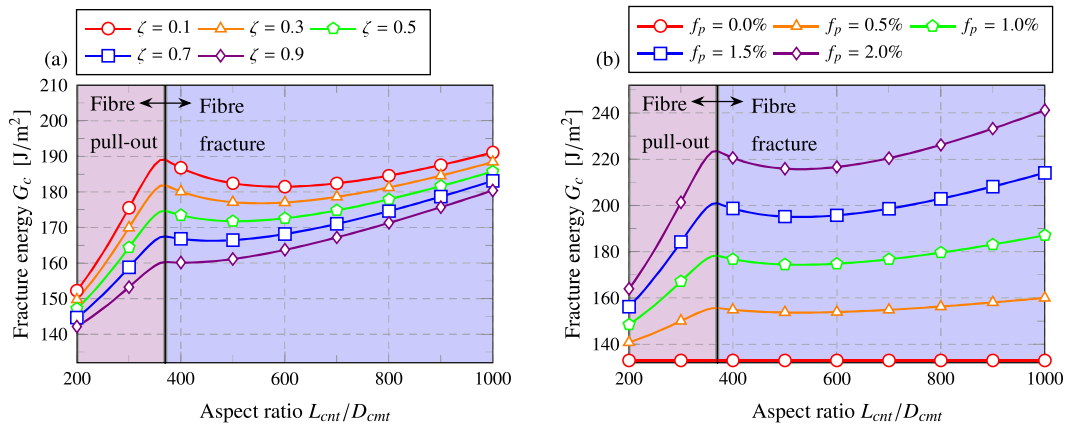 ζ = 0.1 ζ = 0.3 ζ = 0.5
ζ = 0.7 ζ = 0.9
(a)
Fibre Fibre
pull-out fracture
210
200
190
180
170
160
150
140
Fracture energy G_c [J/m²]
200 400 600 800 1000
Aspect ratio L_cnt/D_cmt
f_p = 0.0% f_p = 0.5% f_p = 1.0%
f_p = 1.5% f_p = 2.0%
(b)
Fibre Fibre
pull-out fracture
240
220
200
180
160
140
Fracture energy G_c [J/m²]
200 400 600 800 1000
Aspect ratio L_cnt/D_cmt